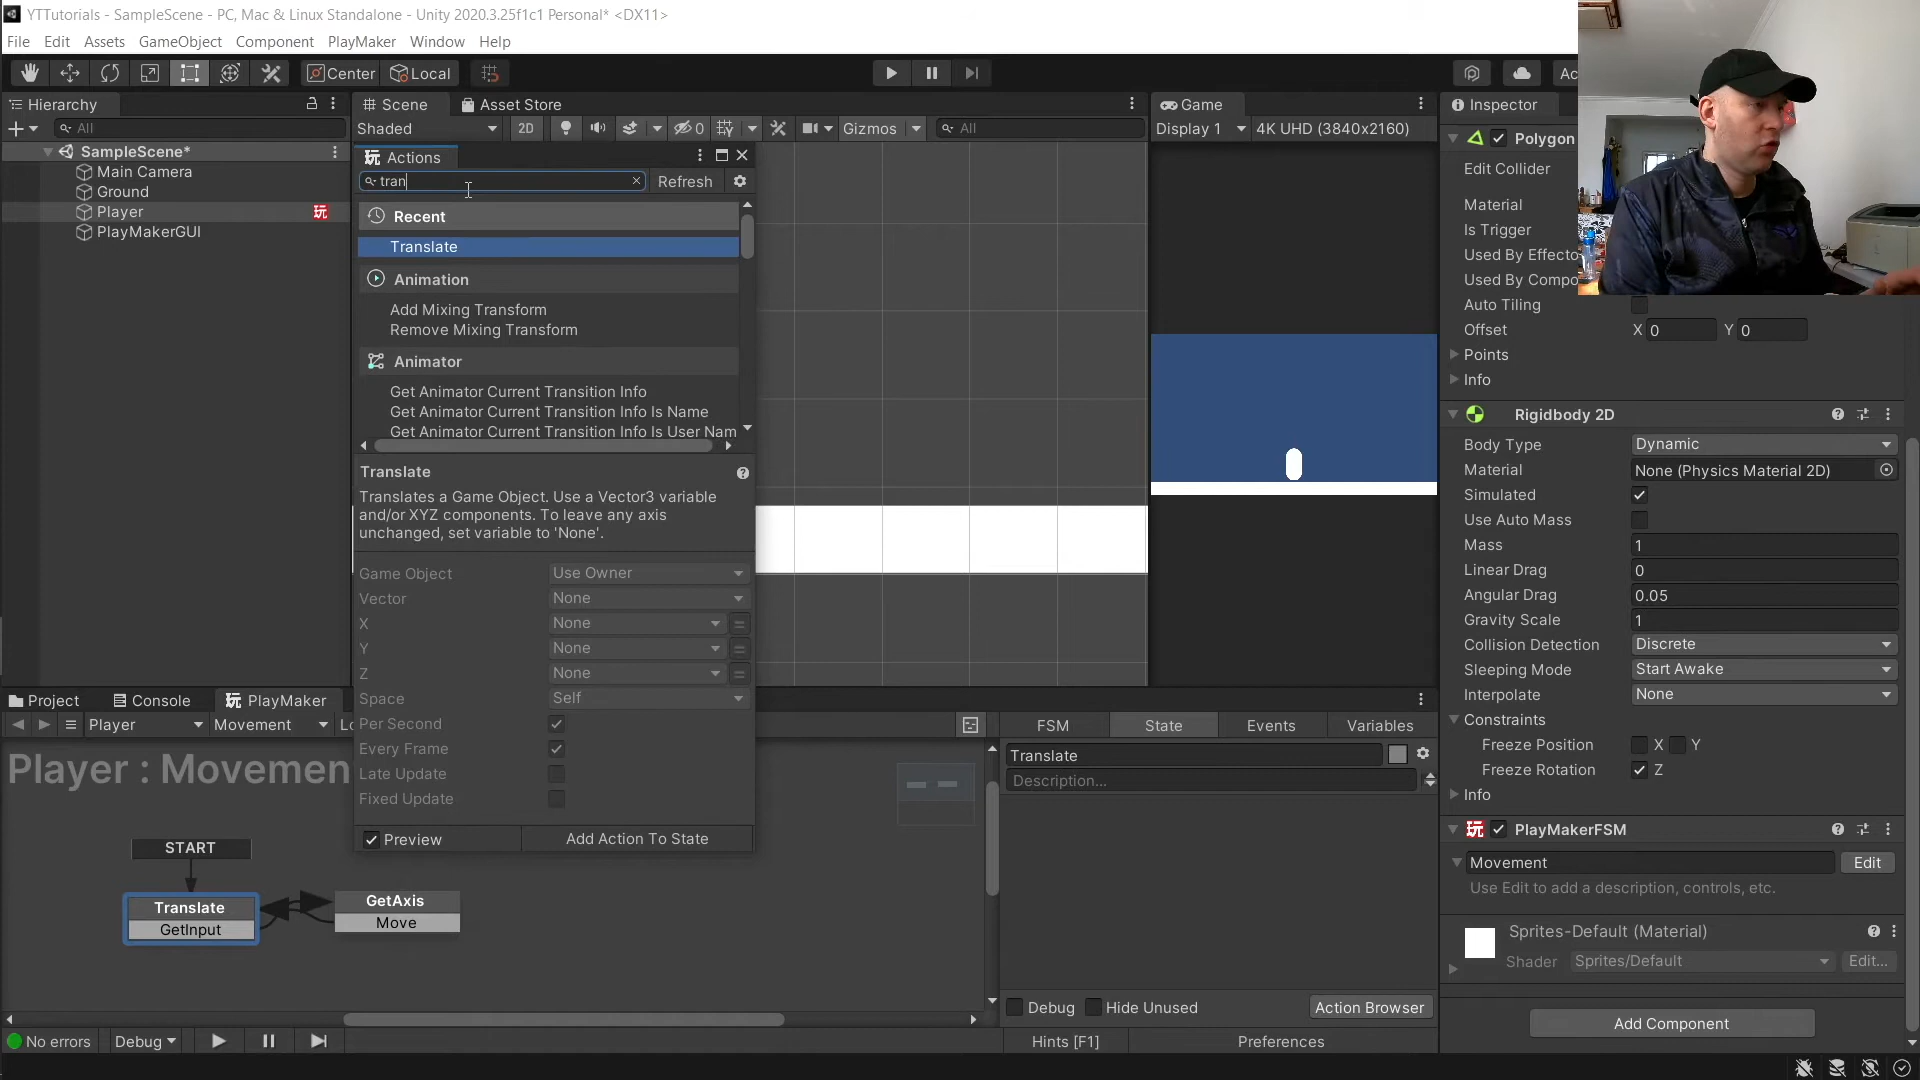 YTTutorials - SampleScene - PC, Mac & Linux Standalone - Unity 2020.3.25f1c1 Personal* <DX11>
File Edit Assets GameObject Component PlayMaker Window Help
Center Local
Hierarchy
All
SampleScene*
Main Camera
Ground
Player
PlayMakerGUI
Scene Asset Store
Shaded 2D 0 Gizmos All
Actions
tran Refresh
Recent
Translate
Animation
Add Mixing Transform
Remove Mixing Transform
Animator
Get Animator Current Transition Info
Get Animator Current Transition Info Is Name
Get Animator Current Transition Info Is User Nam
Translate
Translates a Game Object. Use a Vector3 variable
and/or XYZ components. To leave any axis
unchanged, set variable to 'None'.
Game Object Use Owner
Vector None
X None =
Y None =
Z None =
Space Self
Per Second
Every Frame
Late Update
Fixed Update
Preview Add Action To State
Game
Display 1 4K UHD (3840x2160)
Inspector
Polygon
Edit Collider
Material
Is Trigger
Used By Effecto
Used By Compo
Auto Tiling
Offset X 0 Y 0
Points
Info
Rigidbody 2D
Body Type Dynamic
Material None (Physics Material 2D)
Simulated
Use Auto Mass
Mass 1
Linear Drag 0
Angular Drag 0.05
Gravity Scale 1
Collision Detection Discrete
Sleeping Mode Start Awake
Interpolate None
Constraints
Freeze Position X Y
Freeze Rotation Z
Info
PlayMakerFSM
Movement Edit
Use Edit to add a description, controls, etc.
Sprites-Default (Material)
Shader Sprites/Default Edit...
Add Component
Project Console PlayMaker
Player Movement Lo
Player : Movemen
START
Translate
GetInput
GetAxis
Move
FSM State Events Variables
Translate
Description...
Debug Hide Unused Action Browser
No errors Debug Hints [F1] Preferences